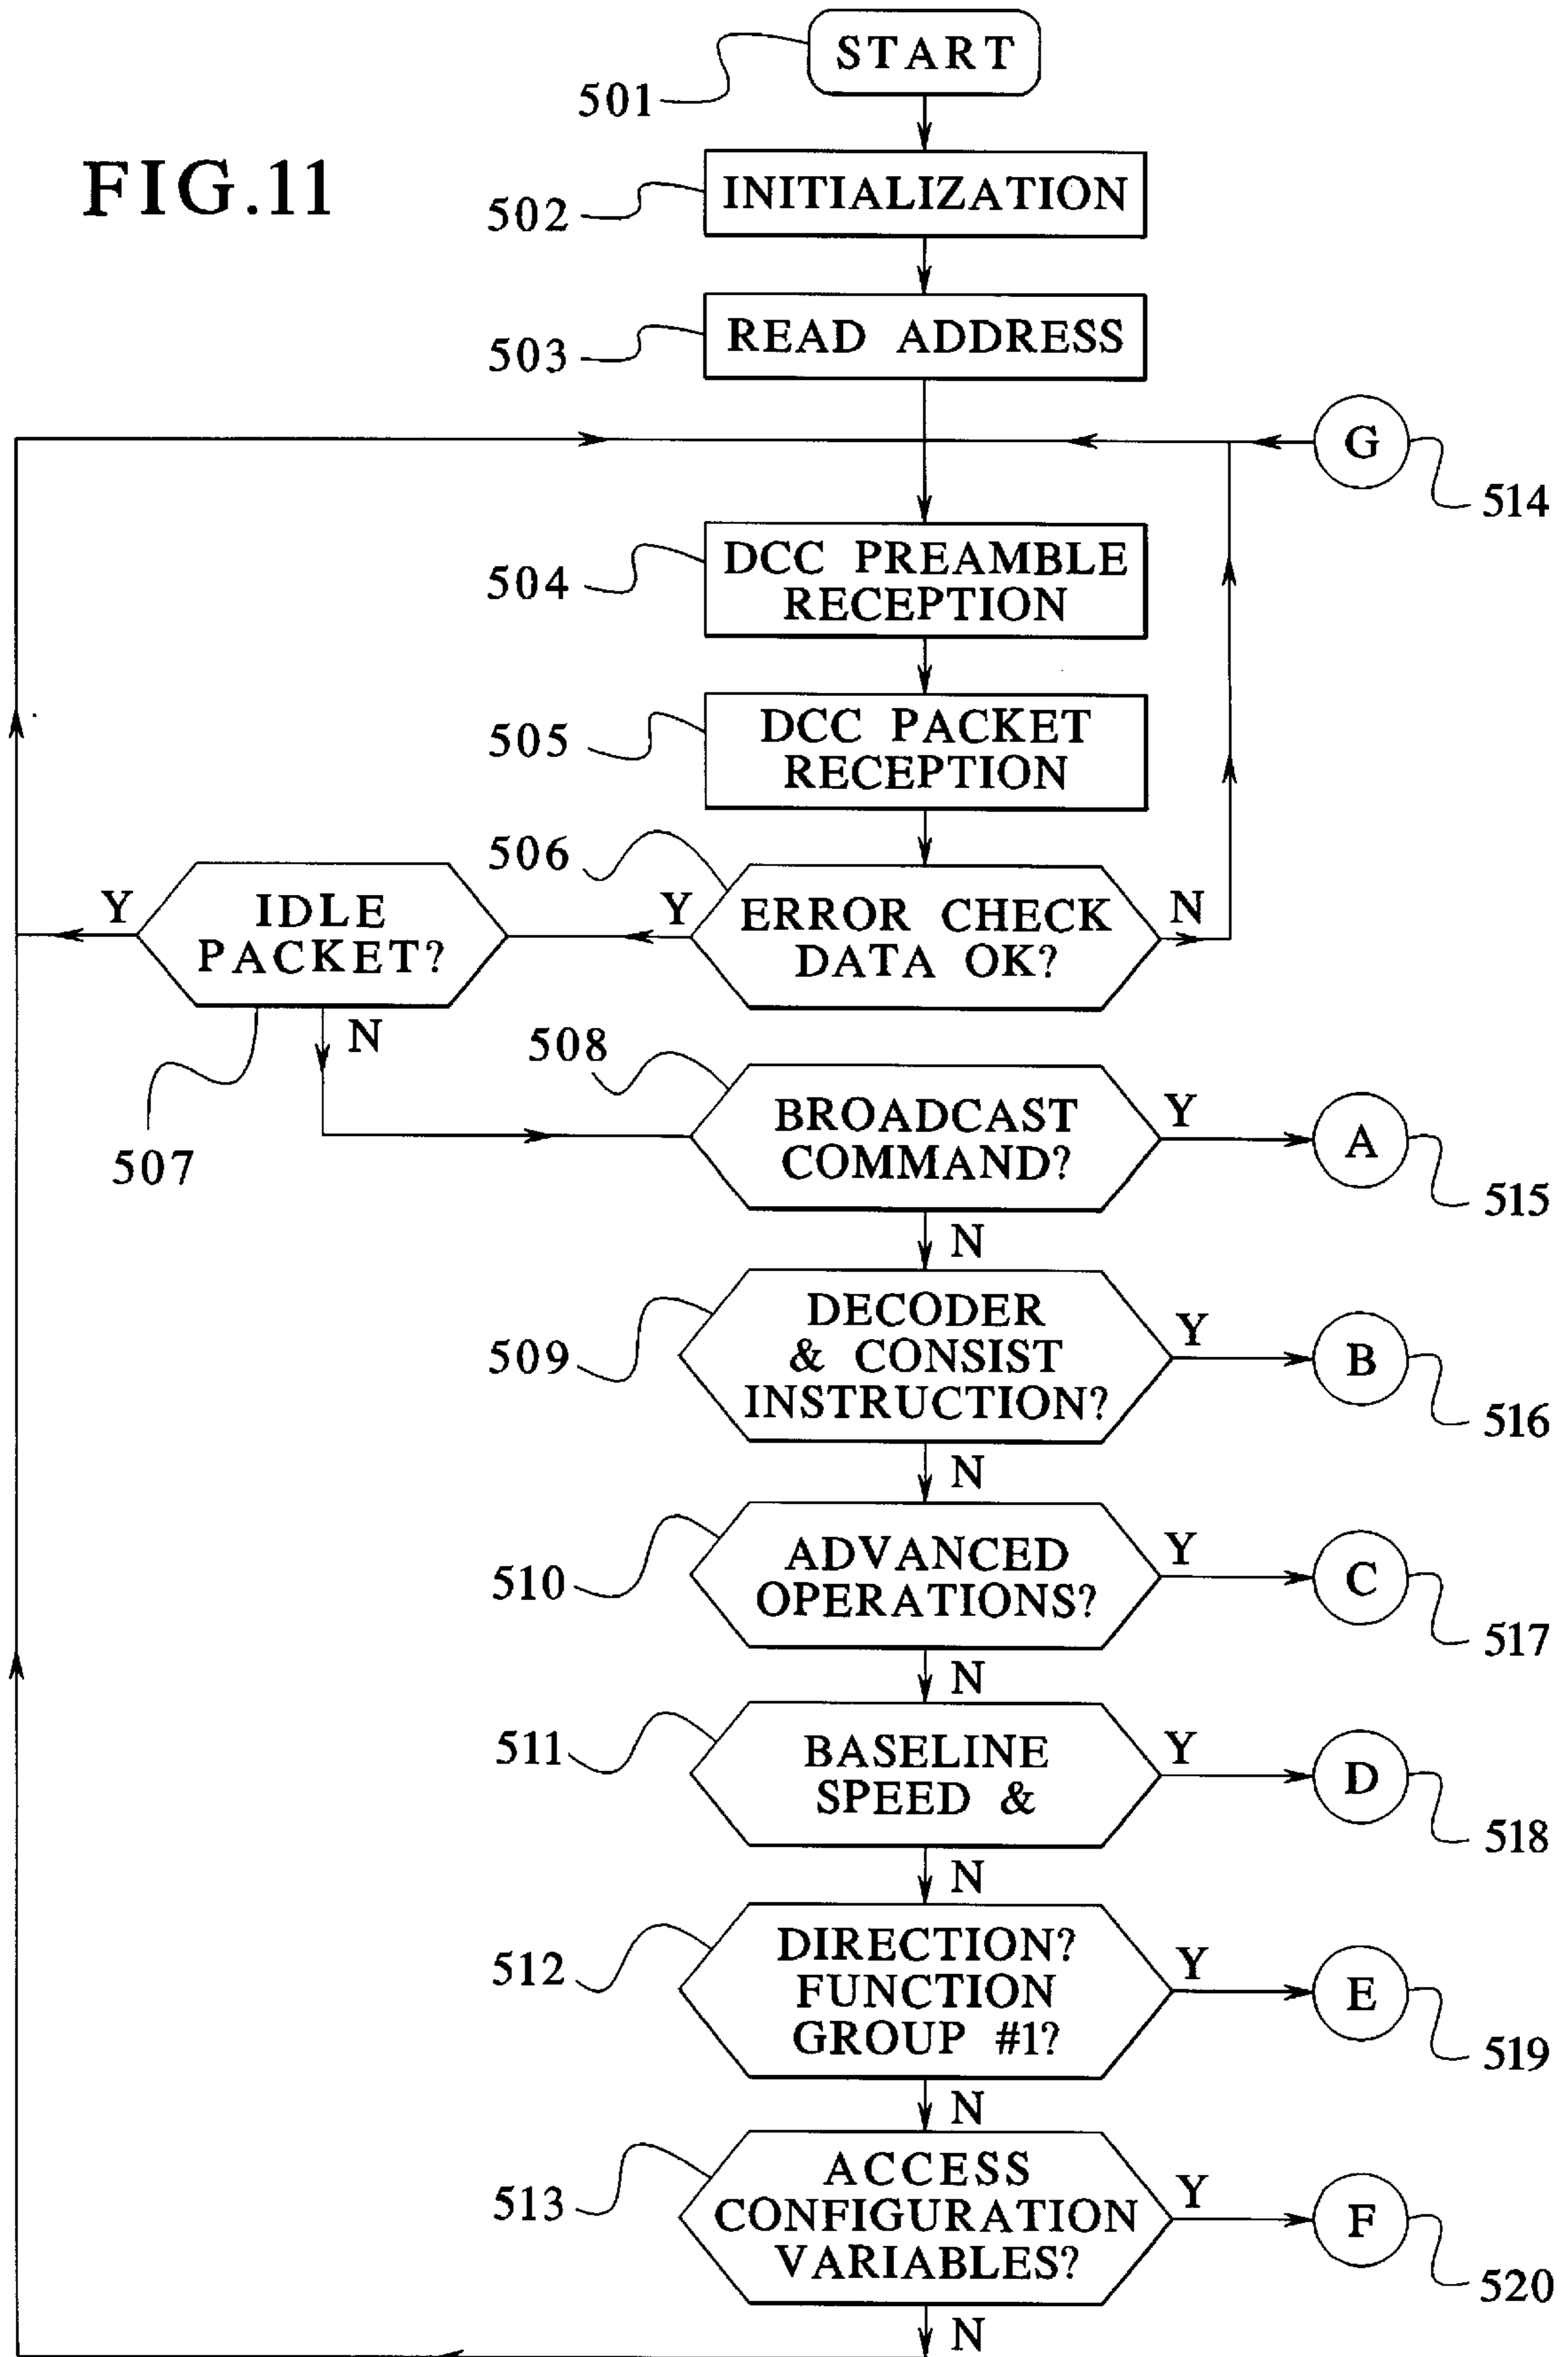 START
501
FIG.11
INITIALIZATION
502
READ ADDRESS
503
G
514
DCC PREAMBLE
RECEPTION
504
DCC PACKET
RECEPTION
505
506
ERROR CHECK
DATA OK?
Y
N
IDLE
PACKET?
Y
N
507
508
BROADCAST
COMMAND?
Y
A
515
N
DECODER
& CONSIST
INSTRUCTION?
509
Y
B
516
N
ADVANCED
OPERATIONS?
510
Y
C
517
N
BASELINE
SPEED &
511
Y
D
518
N
DIRECTION?
FUNCTION
GROUP #1?
512
Y
E
519
N
ACCESS
CONFIGURATION
VARIABLES?
513
Y
F
520
N